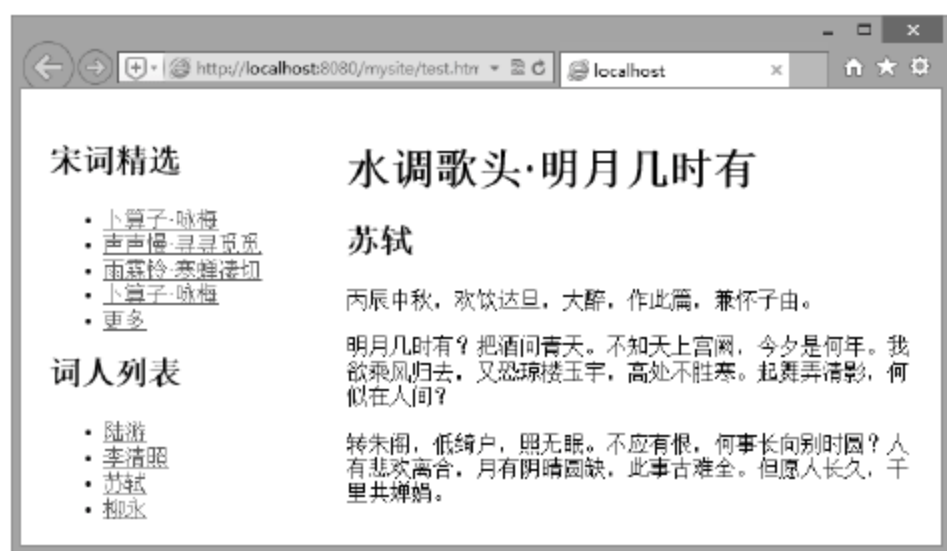 http://localhost:8080/mysite/test.htm
localhost
宋词精选
卜算子·咏梅
声声慢·寻寻觅觅
雨霖铃·寒蝉凄切
卜算子·咏梅
更多
词人列表
陆游
李清照
苏轼
柳永
水调歌头·明月几时有
苏轼
丙辰中秋，欢饮达旦，大醉，作此篇，兼怀子由。
明月几时有？把酒问青天。不知天上宫阙，今夕是何年。我
欲乘风归去，又恐琼楼玉宇，高处不胜寒。起舞弄清影，何
似在人间？
转朱阁，低绮户，照无眠。不应有恨，何事长向别时圆？人
有悲欢离合，月有阴晴圆缺，此事古难全。但愿人长久，千
里共婵娟。